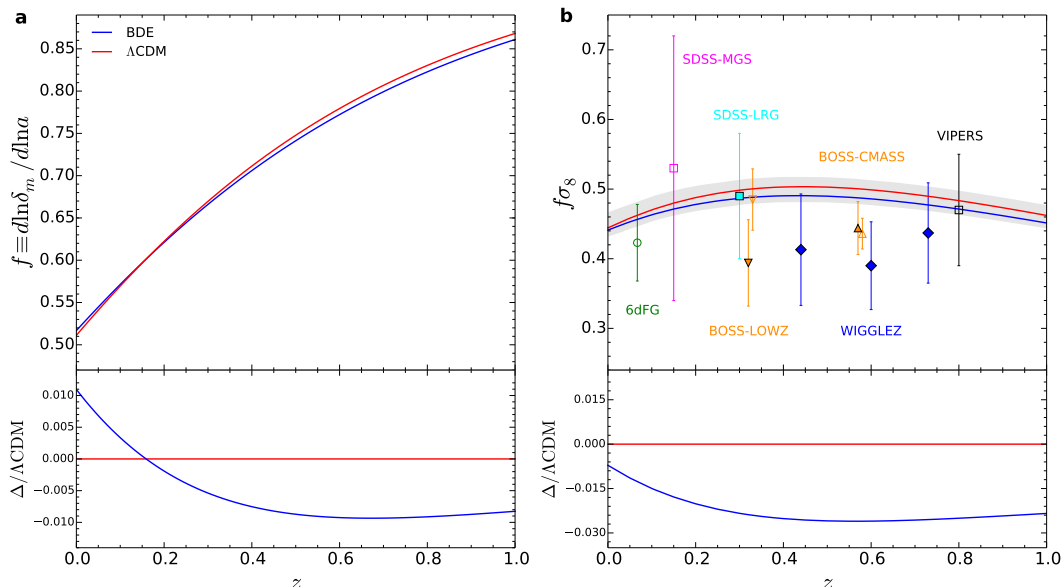 a
BDE
ΛCDM
f ≡ dlnδₘ/dlna
0.85
0.80
0.75
0.70
0.65
0.60
0.55
0.50
Δ/ΛCDM
0.010
0.005
0.000
−0.005
−0.010
0.0 0.2 0.4 0.6 0.8 1.0
z
b
fσ₈
0.7
0.6
0.5
0.4
0.3
SDSS-MGS
SDSS-LRG
VIPERS
BOSS-CMASS
6dFG
BOSS-LOWZ
WIGGLEZ
Δ/ΛCDM
0.015
0.000
−0.015
−0.030
0.0 0.2 0.4 0.6 0.8 1.0
z